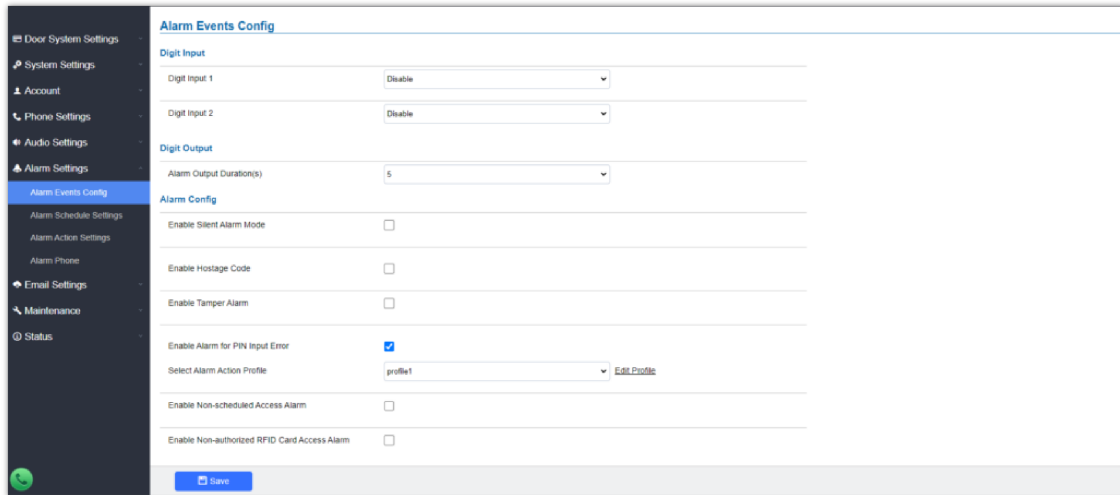 Door System Settings
System Settings
Account
Phone Settings
Audio Settings
Alarm Settings
Alarm Events Config
Alarm Schedule Settings
Alarm Action Settings
Alarm Phone
Email Settings
Maintenance
Status
Alarm Events Config
Digit Input
Digit Input 1 Disable
Digit Input 2 Disable
Digit Output
Alarm Output Duration(s) 5
Alarm Config
Enable Silent Alarm Mode
Enable Hostage Code
Enable Tamper Alarm
Enable Alarm for PIN Input Error
Select Alarm Action Profile profile1 Edit Profile
Enable Non-scheduled Access Alarm
Enable Non-authorized RFID Card Access Alarm
Save